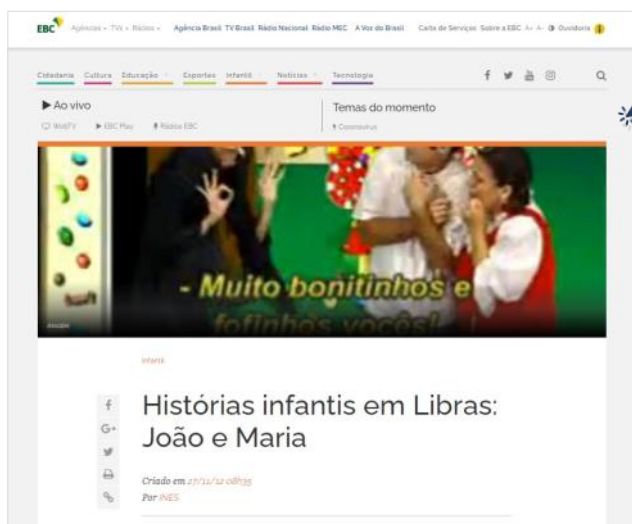 EBC Agências TVs Rádios Agência Brasil TV Brasil Rádio Nacional Rádio MEC A Voz do Brasil Carta de Serviços Sobre a EBC A+ A- Ouvidoria
Cidadania Cultura Educação Esportes Infantil Notícias Tecnologia
Ao vivo
WebTV EBC Play Rádios EBC
Temas do momento
Coronavírus
- Muito bonitinhos e
fofinhos vocês!
Infantil
Histórias infantis em Libras:
João e Maria
Criado em 27/11/12 08h35
Por INES